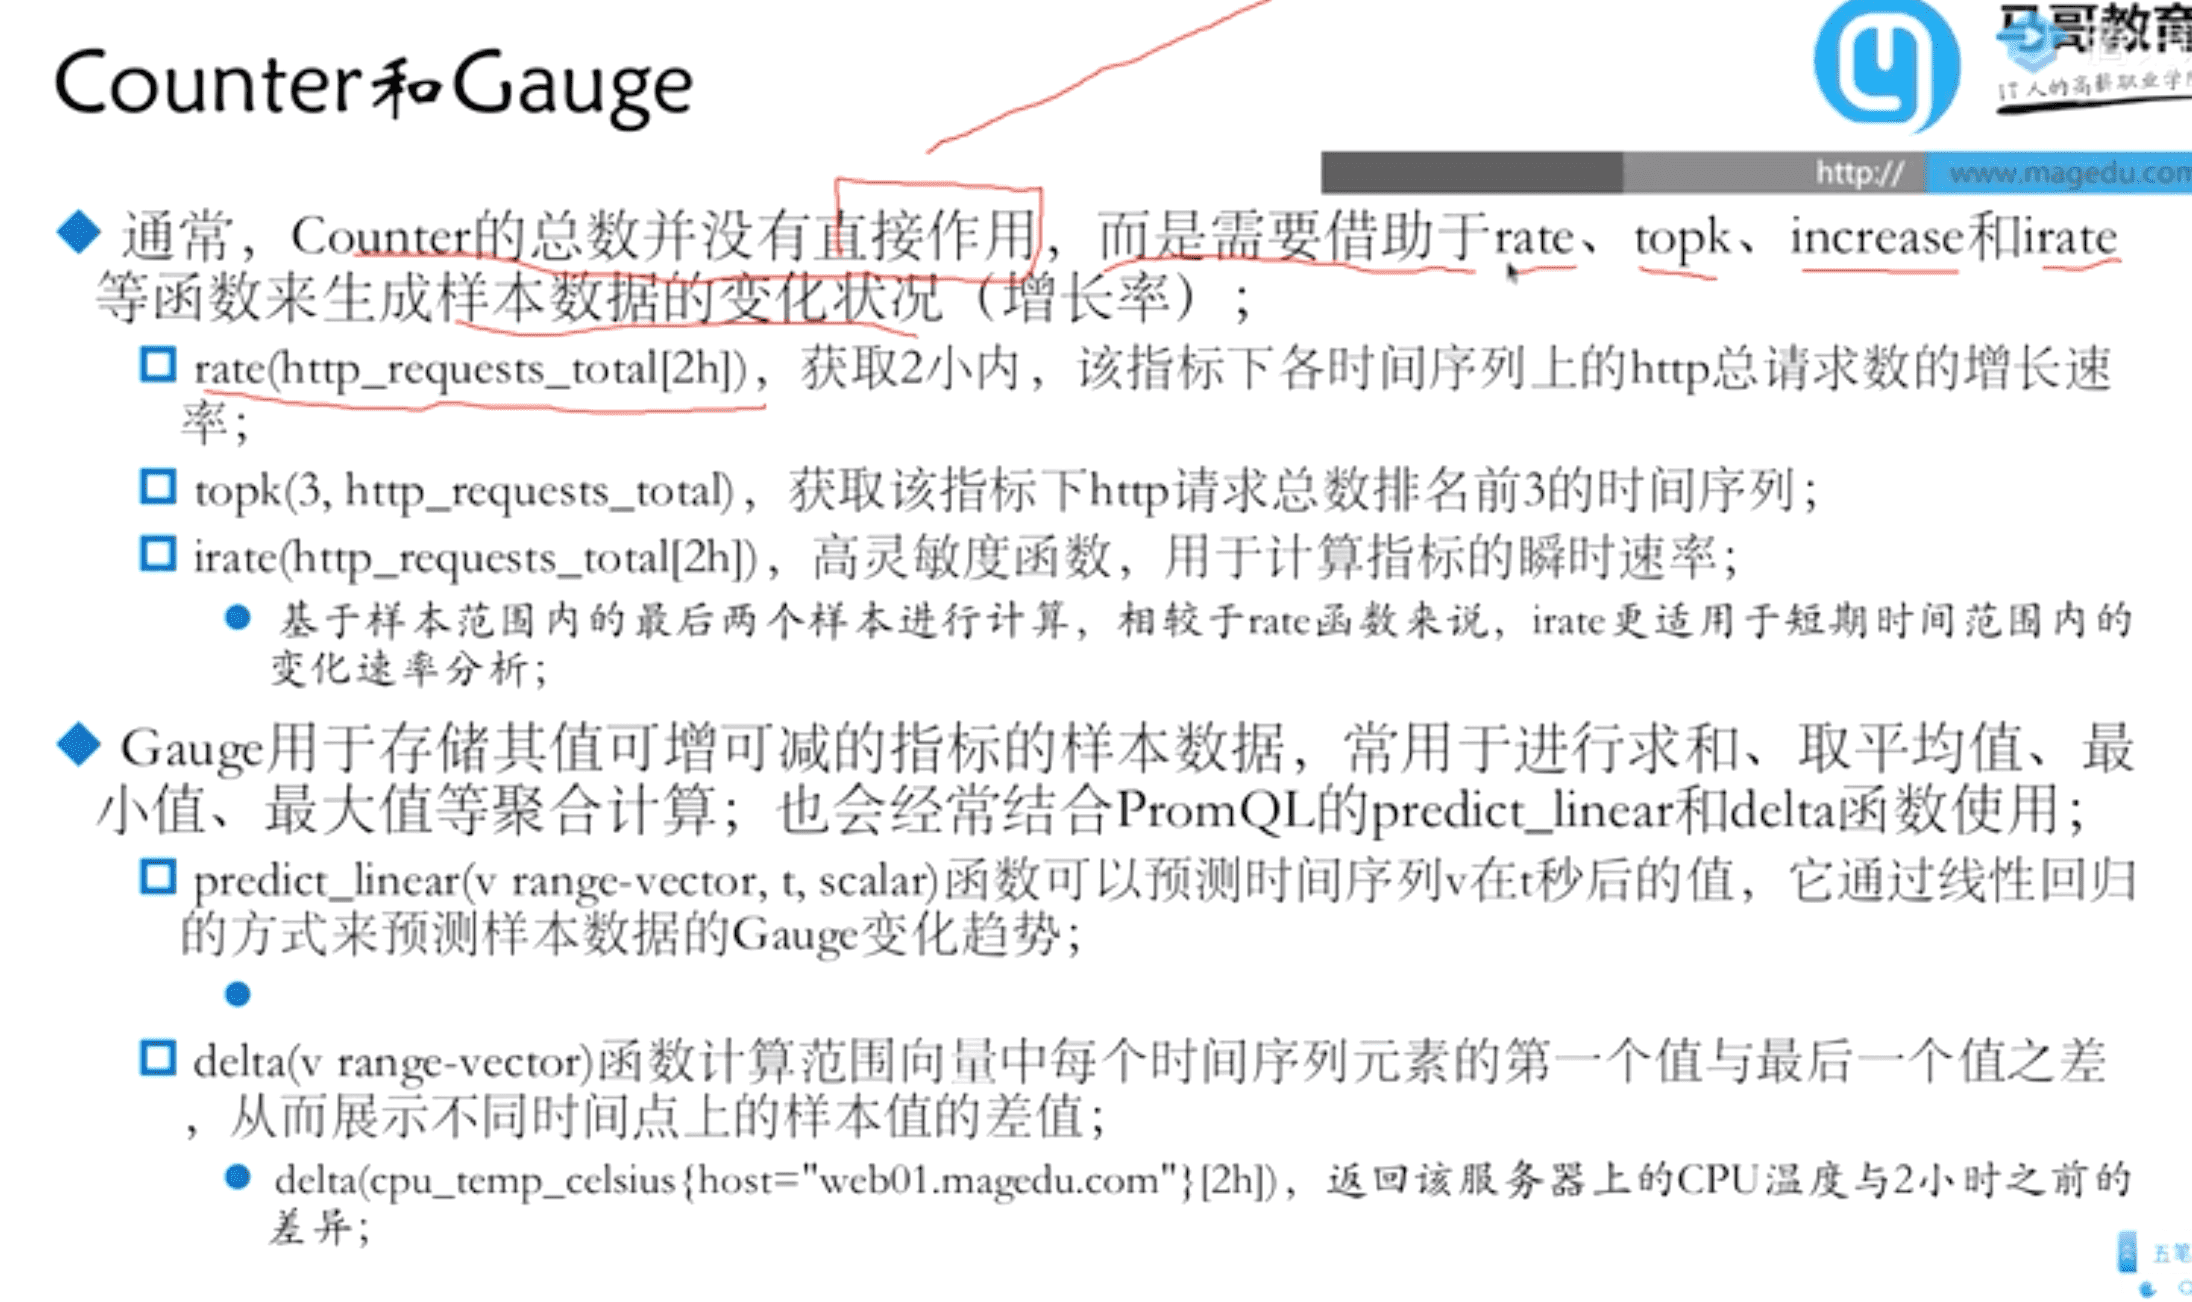 Counter和Gauge
马哥教育
IT人的高薪职业学院
http://
www.magedu.com
通常，Counter的总数并没有直接作用，而是需要借助于rate、topk、increase和irate
等函数来生成样本数据的变化状况（增长率）；
rate(http_requests_total[2h])，获取2小内，该指标下各时间序列上的http总请求数的增长速
率；
topk(3, http_requests_total)，获取该指标下http请求总数排名前3的时间序列；
irate(http_requests_total[2h])，高灵敏度函数，用于计算指标的瞬时速率；
基于样本范围内的最后两个样本进行计算，相较于rate函数来说，irate更适用于短期时间范围内的
变化速率分析；
Gauge用于存储其值可增可减的指标的样本数据，常用于进行求和、取平均值、最
小值、最大值等聚合计算；也会经常结合PromQL的predict_linear和delta函数使用；
predict_linear(v range-vector, t, scalar)函数可以预测时间序列v在t秒后的值，它通过线性回归
的方式来预测样本数据的Gauge变化趋势；
delta(v range-vector)函数计算范围向量中每个时间序列元素的第一个值与最后一个值之差
，从而展示不同时间点上的样本值的差值；
delta(cpu_temp_celsius{host="web01.magedu.com"}[2h])，返回该服务器上的CPU温度与2小时之前的
差异；
五笔